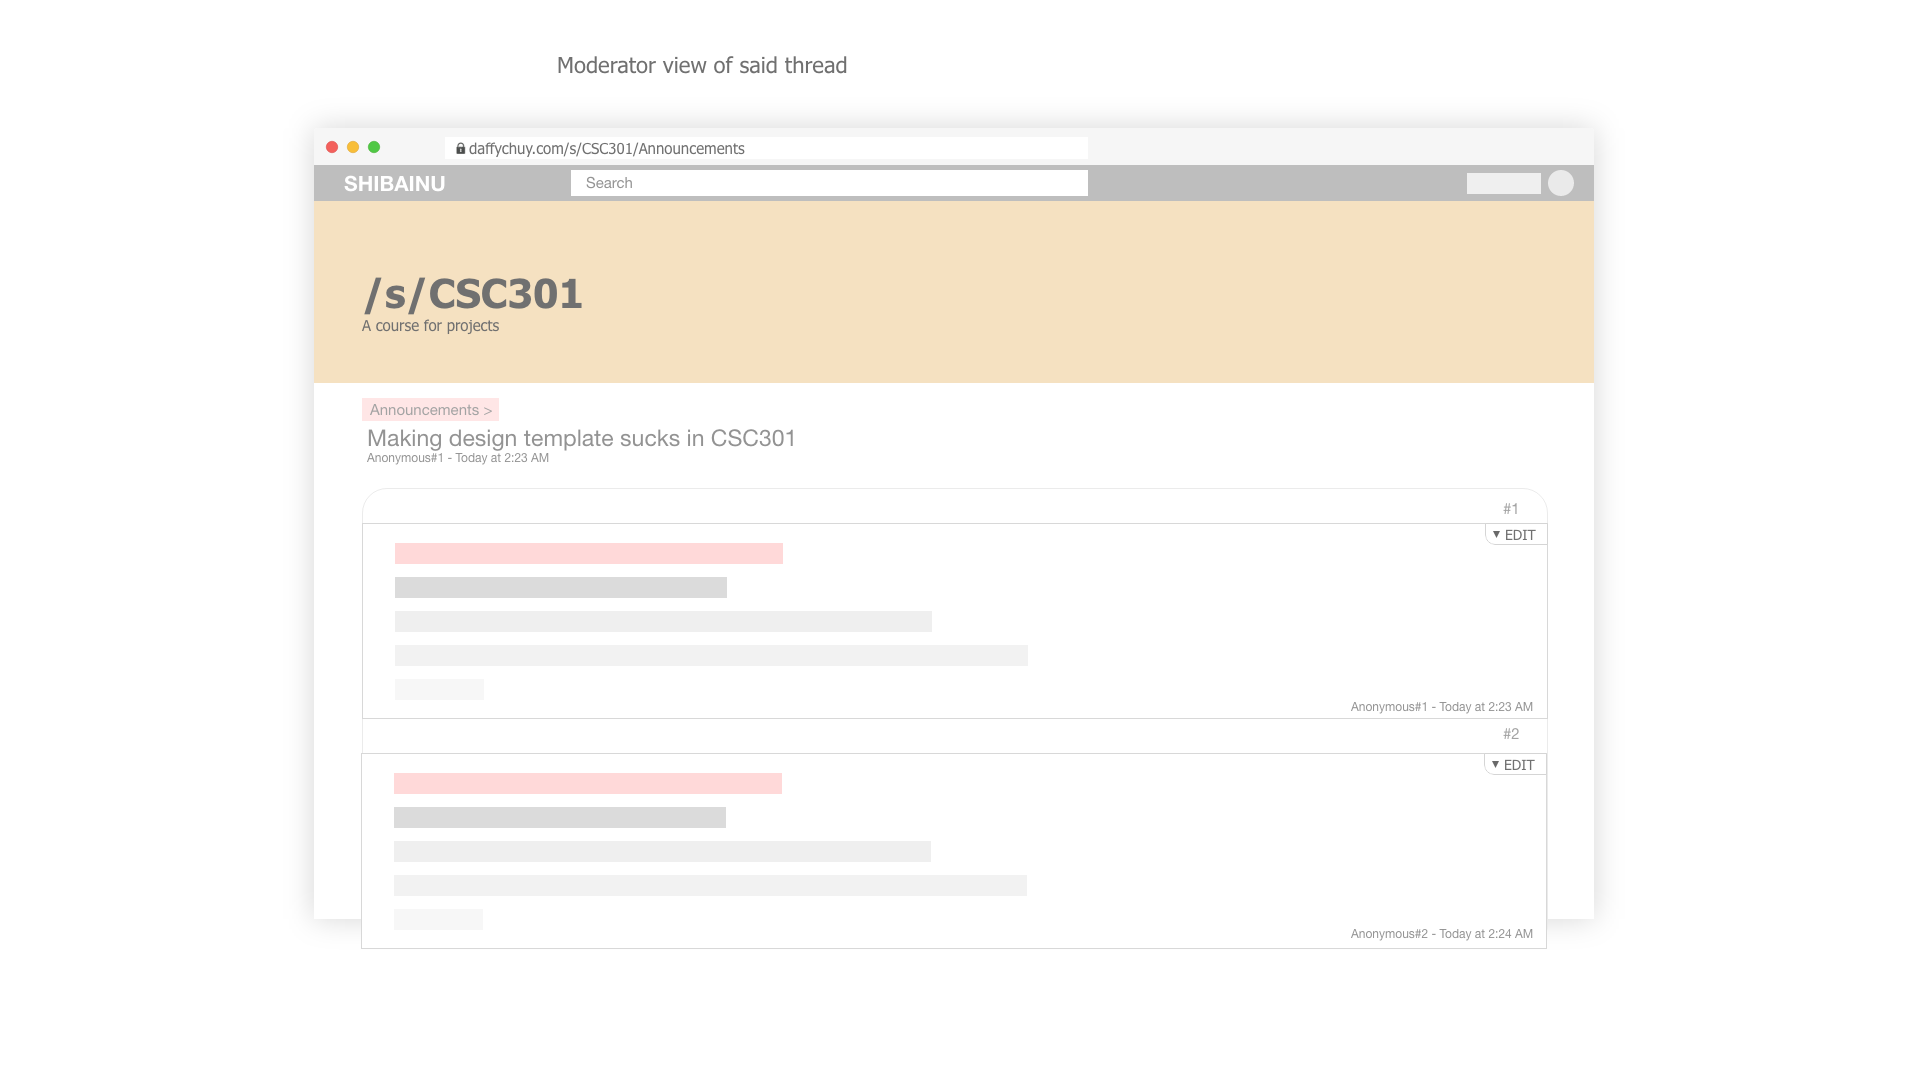 Moderator view of said thread
daffychuy.com/s/CSC301/Announcements
SHIBAINU
Search
/s/CSC301
A course for projects
Announcements >
Making design template sucks in CSC301
Anonymous#1 - Today at 2:23 AM
#1
▼ EDIT
Anonymous#1 - Today at 2:23 AM
#2
▼ EDIT
Anonymous#2 - Today at 2:24 AM